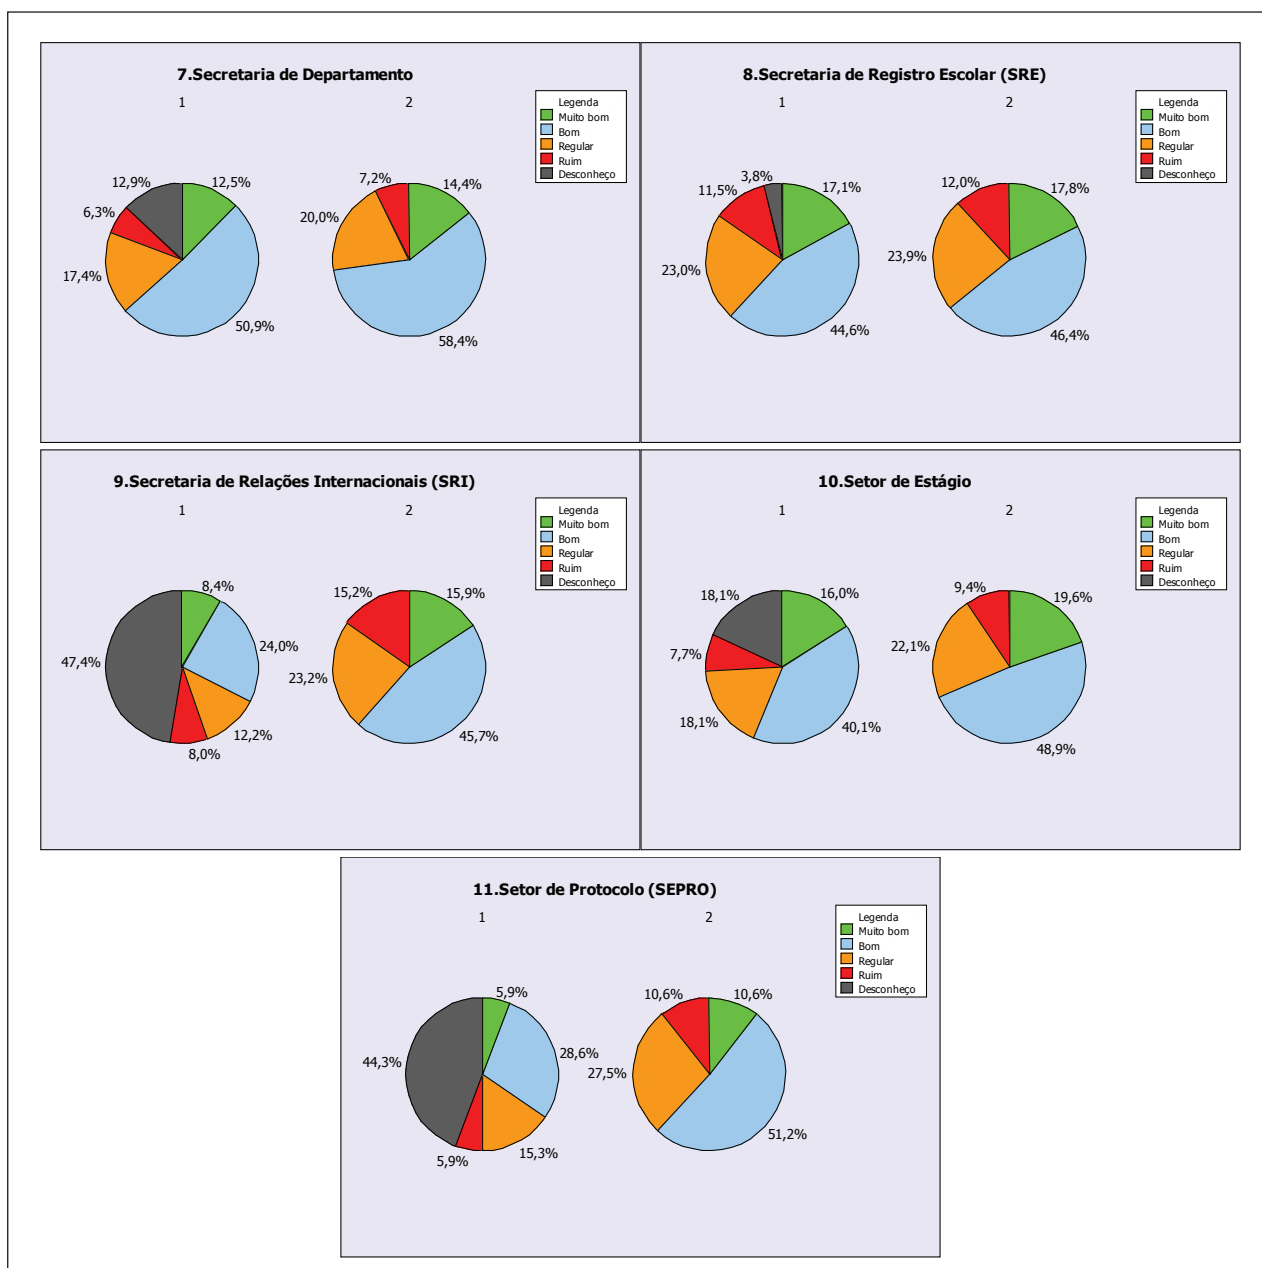 7.Secretaria de Departamento
1
2
Legenda
Muito bom
Bom
Regular
Ruim
Desconheço
12,9%
12,5%
6,3%
17,4%
50,9%
7,2%
14,4%
20,0%
58,4%
8.Secretaria de Registro Escolar (SRE)
1
2
Legenda
Muito bom
Bom
Regular
Ruim
Desconheço
3,8%
17,1%
11,5%
23,0%
44,6%
12,0%
17,8%
23,9%
46,4%
9.Secretaria de Relações Internacionais (SRI)
1
2
Legenda
Muito bom
Bom
Regular
Ruim
Desconheço
8,4%
24,0%
47,4%
12,2%
8,0%
15,2%
15,9%
23,2%
45,7%
10.Setor de Estágio
1
2
Legenda
Muito bom
Bom
Regular
Ruim
Desconheço
18,1%
16,0%
7,7%
18,1%
40,1%
9,4%
19,6%
22,1%
48,9%
11.Setor de Protocolo (SEPRO)
1
2
Legenda
Muito bom
Bom
Regular
Ruim
Desconheço
5,9%
28,6%
44,3%
15,3%
5,9%
10,6%
10,6%
27,5%
51,2%